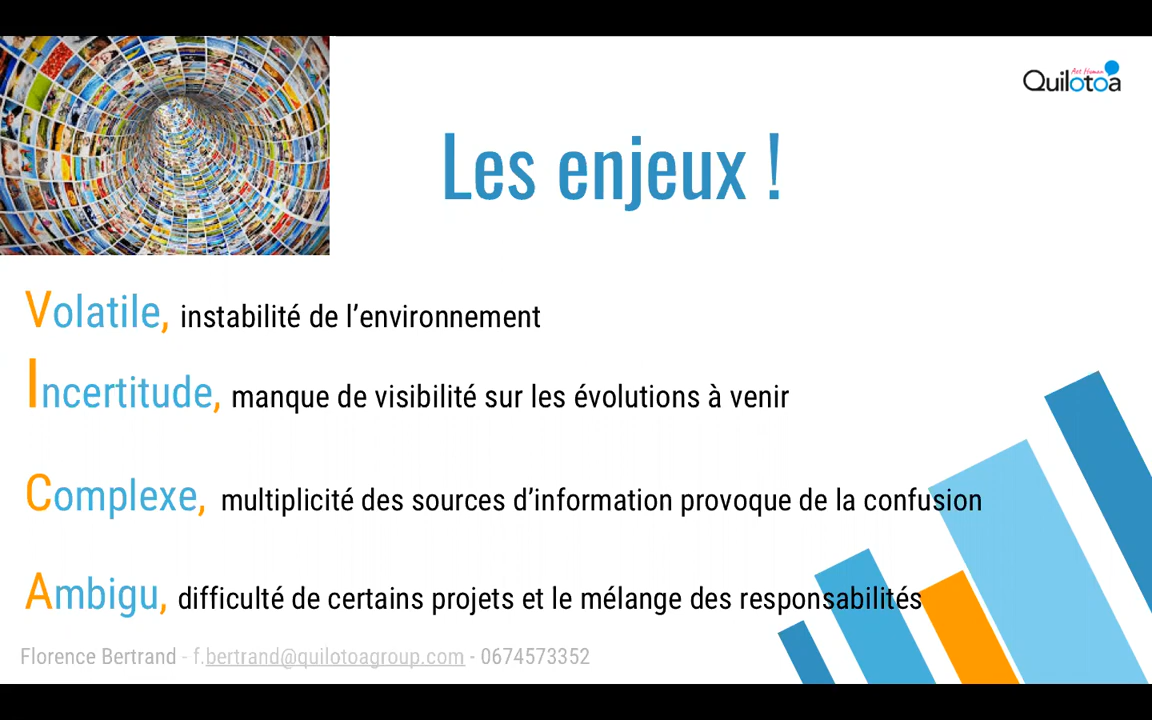 Act Human
Quilotoa
Les enjeux !
Volatile, instabilité de l’environnement
Incertitude, manque de visibilité sur les évolutions à venir
Complexe, multiplicité des sources d’information provoque de la confusion
Ambigu, difficulté de certains projets et le mélange des responsabilités
Florence Bertrand - f.bertrand@quilotoagroup.com - 0674573352